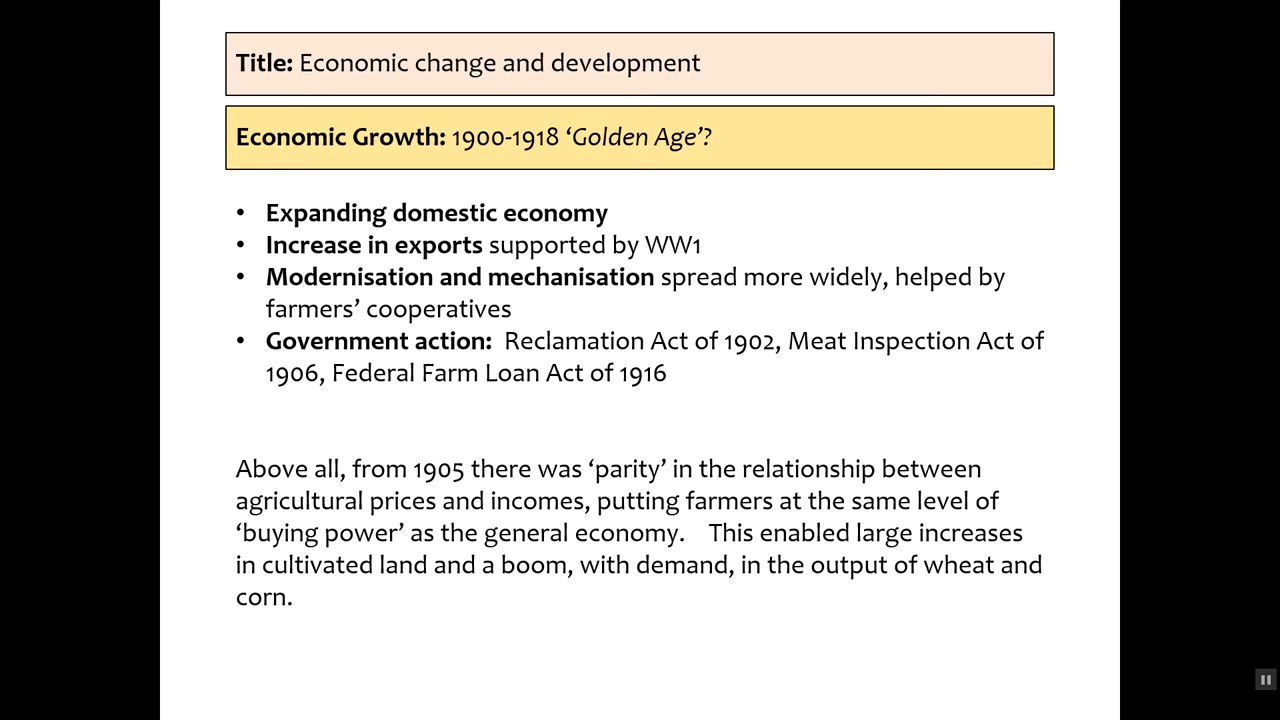 Title: Economic change and development
Economic Growth: 1900-1918 ‘Golden Age’?
• Expanding domestic economy
• Increase in exports supported by WW1
• Modernisation and mechanisation spread more widely, helped by
farmers’ cooperatives
• Government action: Reclamation Act of 1902, Meat Inspection Act of
1906, Federal Farm Loan Act of 1916
Above all, from 1905 there was ‘parity’ in the relationship between
agricultural prices and incomes, putting farmers at the same level of
‘buying power’ as the general economy. This enabled large increases
in cultivated land and a boom, with demand, in the output of wheat and
corn.